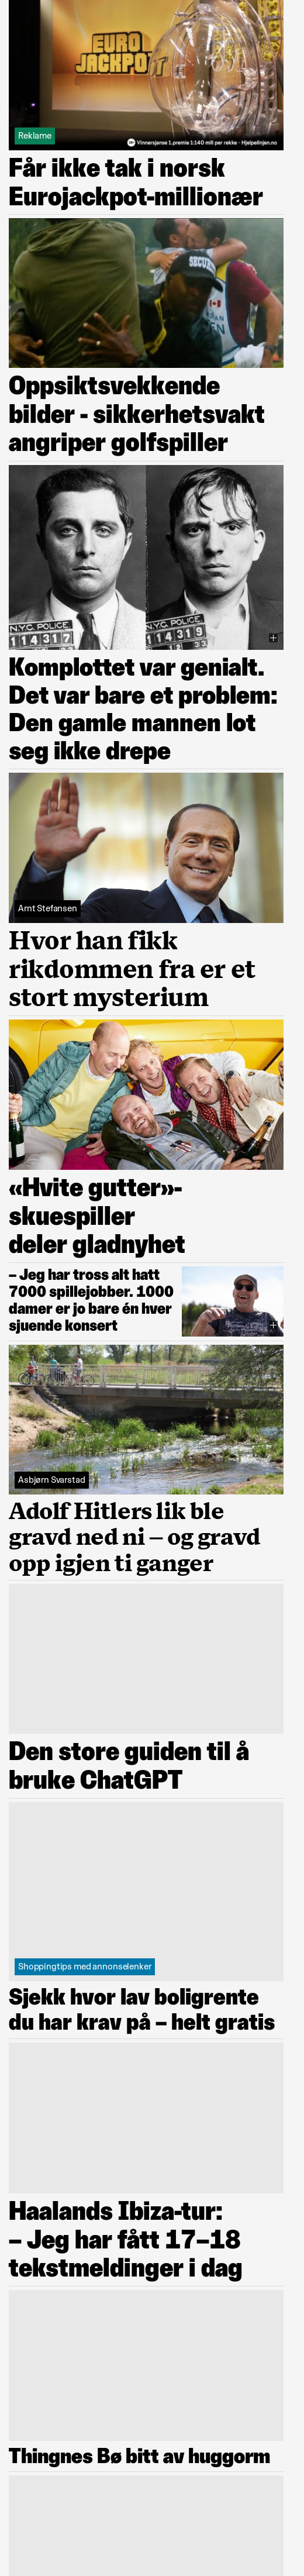 EURO
JACKPOT
Reklame
18 Vinnersjanse 1.premie 1:140 mill per rekke - Hjelpelinjen.no
Får ikke tak i norsk
Eurojackpot-millionær
SECU
Oppsiktsvekkende
bilder - sikkerhetsvakt
angriper golfspiller
N.Y.C. POLICE
114317
N.Y.C. POLICE
114319
Komplottet var genialt.
Det var bare et problem:
Den gamle mannen lot
seg ikke drepe
Arnt Stefansen
Hvor han fikk
rikdommen fra er et
stort mysterium
«Hvite gutter»-
skuespiller
deler gladnyhet
– Jeg har tross alt hatt
7000 spillejobber. 1000
damer er jo bare én hver
sjuende konsert
Asbjørn Svarstad
Adolf Hitlers lik ble
gravd ned ni – og gravd
opp igjen ti ganger
Den store guiden til å
bruke ChatGPT
Shoppingtips med annonselenker
Sjekk hvor lav boligrente
du har krav på – helt gratis
Haalands Ibiza-tur:
– Jeg har fått 17–18
tekstmeldinger i dag
Thingnes Bø bitt av huggorm